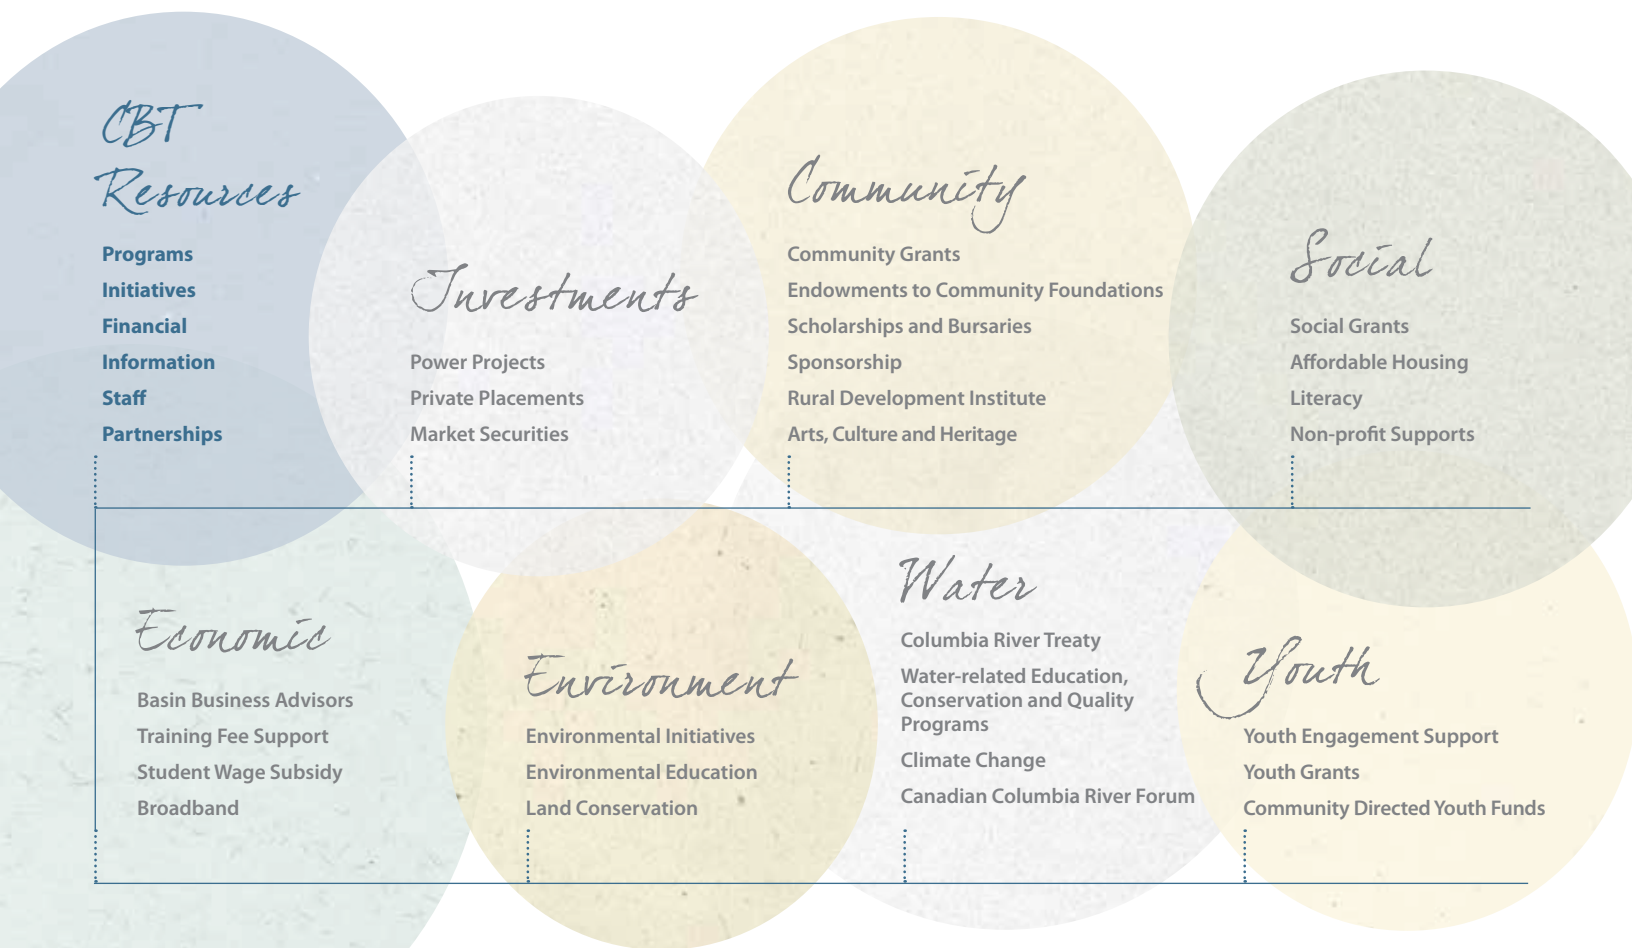 CBT
Resources
Programs
Initiatives
Financial
Information
Staff
Partnerships
Investments
Power Projects
Private Placements
Market Securities
Community
Community Grants
Endowments to Community Foundations
Scholarships and Bursaries
Sponsorship
Rural Development Institute
Arts, Culture and Heritage
Social
Social Grants
Affordable Housing
Literacy
Non-profit Supports
Economic
Basin Business Advisors
Training Fee Support
Student Wage Subsidy
Broadband
Environment
Environmental Initiatives
Environmental Education
Land Conservation
Water
Columbia River Treaty
Water-related Education,
Conservation and Quality
Programs
Climate Change
Canadian Columbia River Forum
Youth
Youth Engagement Support
Youth Grants
Community Directed Youth Funds